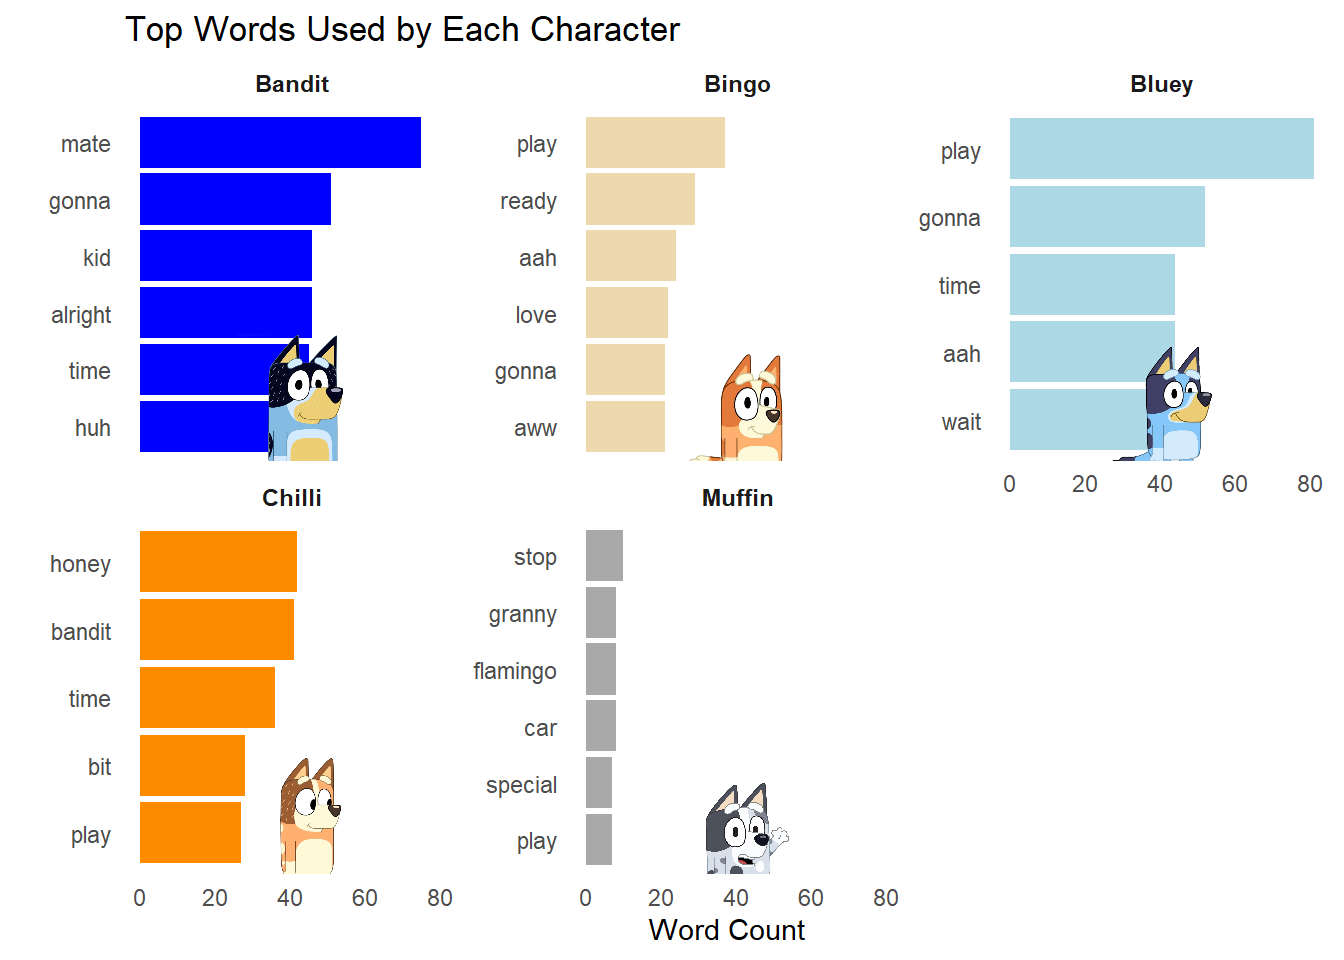 Top Words Used by Each Character
Bandit
mate
gonna
kid
alright
time
huh
Bingo
play
ready
aah
love
gonna
aww
Bluey
play
gonna
time
aah
wait
0 20 40 60 80
Chilli
honey
bandit
time
bit
play
0 20 40 60 80
Muffin
stop
granny
flamingo
car
special
play
0 20 40 60 80
Word Count